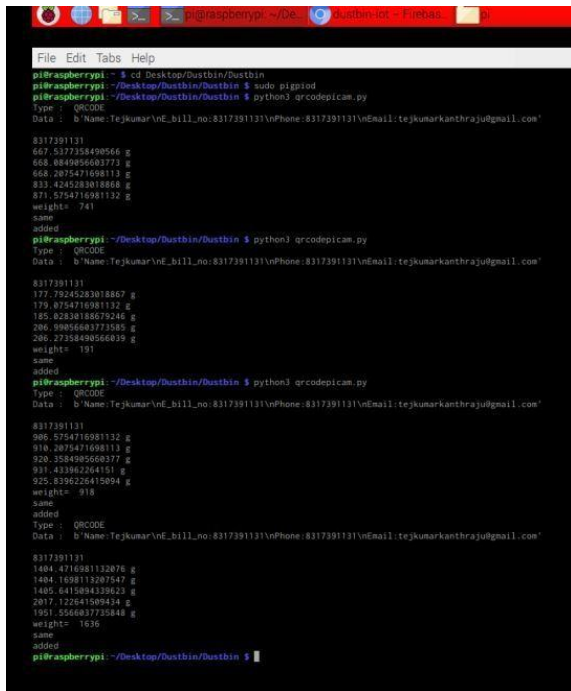 pi@raspberrypi: ~/De...
dustbin-iot – Firebas...
pi
File Edit Tabs Help
pi@raspberrypi:~ $ cd Desktop/Dustbin/Dustbin
pi@raspberrypi:~/Desktop/Dustbin/Dustbin $ sudo pigpiod
pi@raspberrypi:~/Desktop/Dustbin/Dustbin $ python3 qrcodepicam.py
Type :  QRCODE
Data :  b'Name:Tejkumar\nE_bill_no:8317391131\nPhone:8317391131\nEmail:tejkumarkanthraju@gmail.com'
8317391131
667.5377358490566 g
668.0849056603773 g
668.2075471698113 g
833.4245283018868 g
871.5754716981132 g
weight=  741
same
added
pi@raspberrypi:~/Desktop/Dustbin/Dustbin $ python3 qrcodepicam.py
Type :  QRCODE
Data :  b'Name:Tejkumar\nE_bill_no:8317391131\nPhone:8317391131\nEmail:tejkumarkanthraju@gmail.com'
8317391131
177.79245283018867 g
179.0754716981132 g
185.02830188679246 g
206.99056603773585 g
206.27358490566039 g
weight=  191
same
added
pi@raspberrypi:~/Desktop/Dustbin/Dustbin $ python3 qrcodepicam.py
Type :  QRCODE
Data :  b'Name:Tejkumar\nE_bill_no:8317391131\nPhone:8317391131\nEmail:tejkumarkanthraju@gmail.com'
8317391131
906.5754716981132 g
910.2075471698113 g
920.3584905660377 g
931.433962264151 g
925.8396226415094 g
weight=  918
same
added
Type :  QRCODE
Data :  b'Name:Tejkumar\nE_bill_no:8317391131\nPhone:8317391131\nEmail:tejkumarkanthraju@gmail.com'
8317391131
1404.4716981132076 g
1404.1698113207547 g
1405.6415094339623 g
2017.122641509434 g
1951.5566037735848 g
weight=  1636
same
added
pi@raspberrypi:~/Desktop/Dustbin/Dustbin $